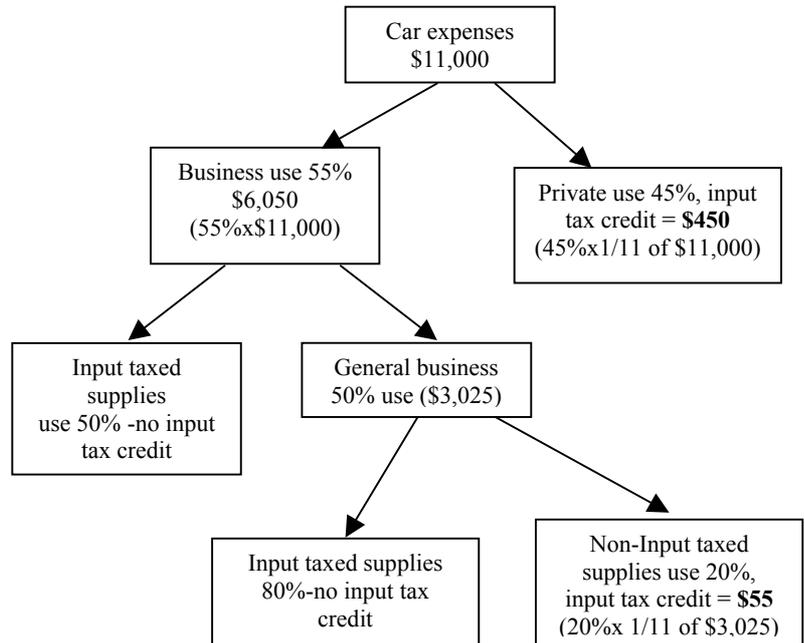 Car expenses
$11,000
Business use 55%
$6,050
(55%x$11,000)
Private use 45%, input
tax credit = $450
(45%x1/11 of $11,000)
Input taxed
supplies
use 50% -no input
tax credit
General business
50% use ($3,025)
Input taxed supplies
80%-no input tax
credit
Non-Input taxed
supplies use 20%,
input tax credit = $55
(20%x 1/11 of $3,025)